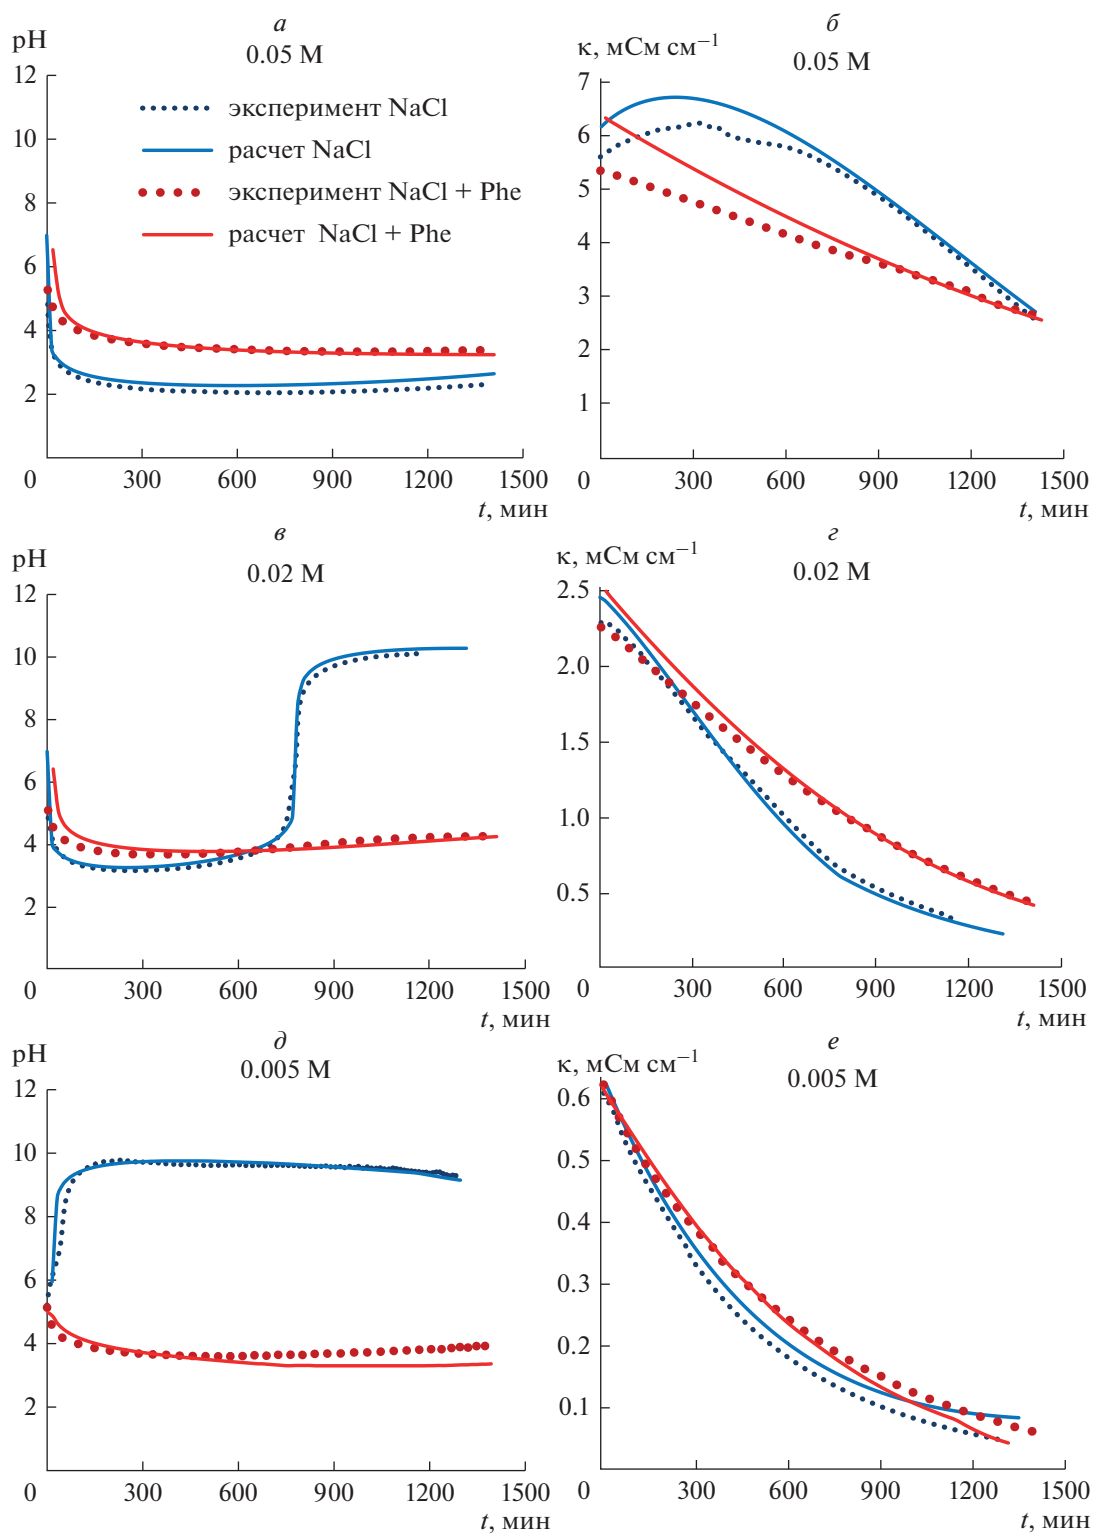 а
pH
0.05 М
12
10
8
6
4
2
0
300
600
900
1200
1500
t, мин
эксперимент NaCl
расчет NaCl
эксперимент NaCl + Phe
расчет NaCl + Phe
б
κ, мСм см⁻¹
0.05 М
7
6
5
4
3
2
1
0
300
600
900
1200
1500
t, мин
в
pH
0.02 М
12
10
8
6
4
2
0
300
600
900
1200
1500
t, мин
г
κ, мСм см⁻¹
0.02 М
2.5
2.0
1.5
1.0
0.5
0
300
600
900
1200
1500
t, мин
д
pH
0.005 М
12
10
8
6
4
2
0
300
600
900
1200
1500
t, мин
е
κ, мСм см⁻¹
0.005 М
0.6
0.5
0.4
0.3
0.2
0.1
0
300
600
900
1200
1500
t, мин